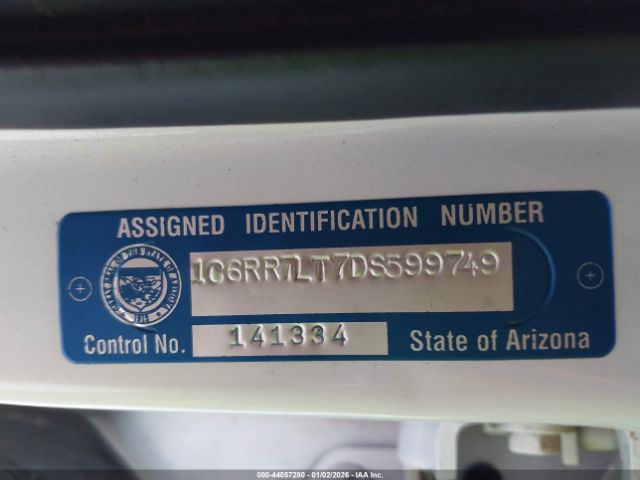 ASSIGNED IDENTIFICATION NUMBER
1C6RR7LT7DS599749
Control No. 141334 State of Arizona
000-44057280 - 01/02/2026 - IAA Inc.